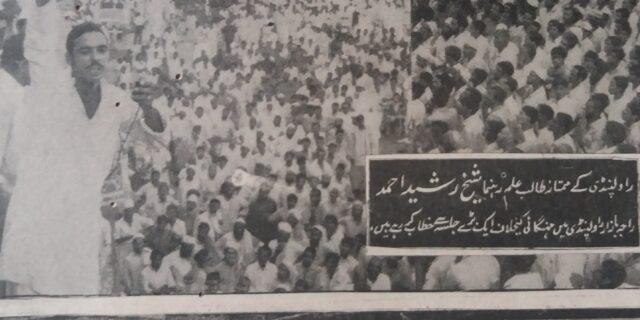 راولپنڈی کے ممتاز طالب علم رہنما شیخ رشید احمد
راجہ بازار راولپنڈی میں مہنگائی کیخلاف ایک بڑے جلسہ سے خطاب کر رہے ہیں۔